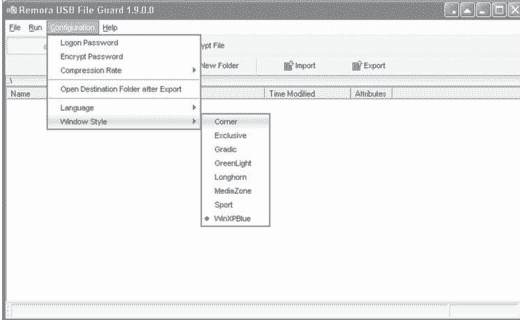 Remora USB File Guard 1.9.0.0
File Run Configuration Help
Logon Password
Encrypt Password
Compression Rate
Open Destination Folder after Export
Language
Window Style
ypt File
New Folder Import Export
.\
Name Time Modified Attributes
Corner
Exclusive
Gradic
GreenLight
Longhorn
MediaZone
Sport
WinXPBlue